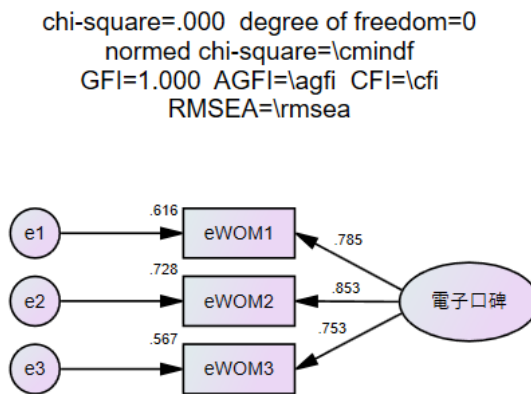 chi-square=.000 degree of freedom=0
normed chi-square=\cmindf
GFI=1.000 AGFI=\agfi CFI=\cfi
RMSEA=\rmsea
.616
e1
eWOM1
.785
.728
e2
eWOM2
.853
電子口碑
.567
e3
eWOM3
.753